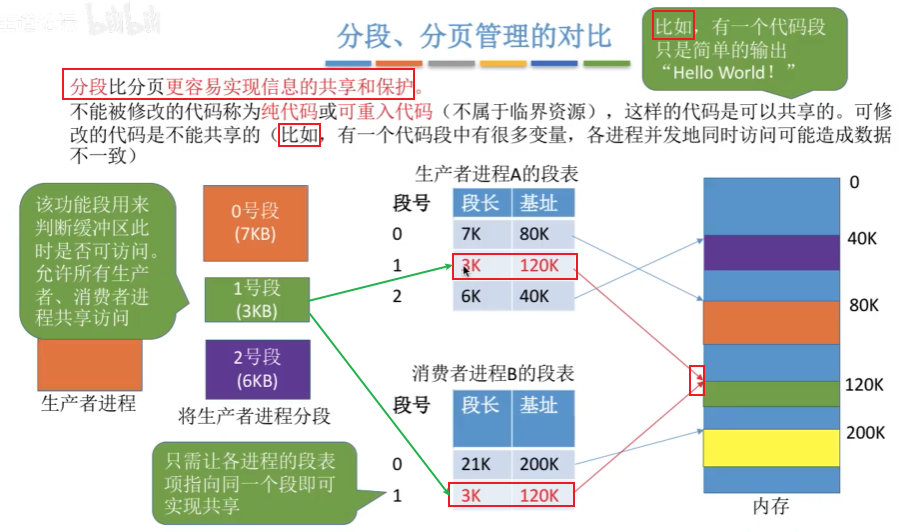 分段、分页管理的对比
比如，有一个代码段
只是简单的输出
“Hello World！”
分段比分页更容易实现信息的共享和保护。
不能被修改的代码称为纯代码或可重入代码（不属于临界资源），这样的代码是可以共享的。可修
改的代码是不能共享的（比如，有一个代码段中有很多变量，各进程并发地同时访问可能造成数据
不一致）
该功能段用来
判断缓冲区此
时是否可访问。
允许所有生产
者、消费者进
程共享访问
生产者进程
0号段
(7KB)
1号段
(3KB)
2号段
(6KB)
将生产者进程分段
生产者进程A的段表
段号 段长 基址
0 7K 80K
1 3K 120K
2 6K 40K
消费者进程B的段表
段号 段长 基址
0 21K 200K
1 3K 120K
只需让各进程的段表
项指向同一个段即可
实现共享
0
40K
80K
120K
200K
内存